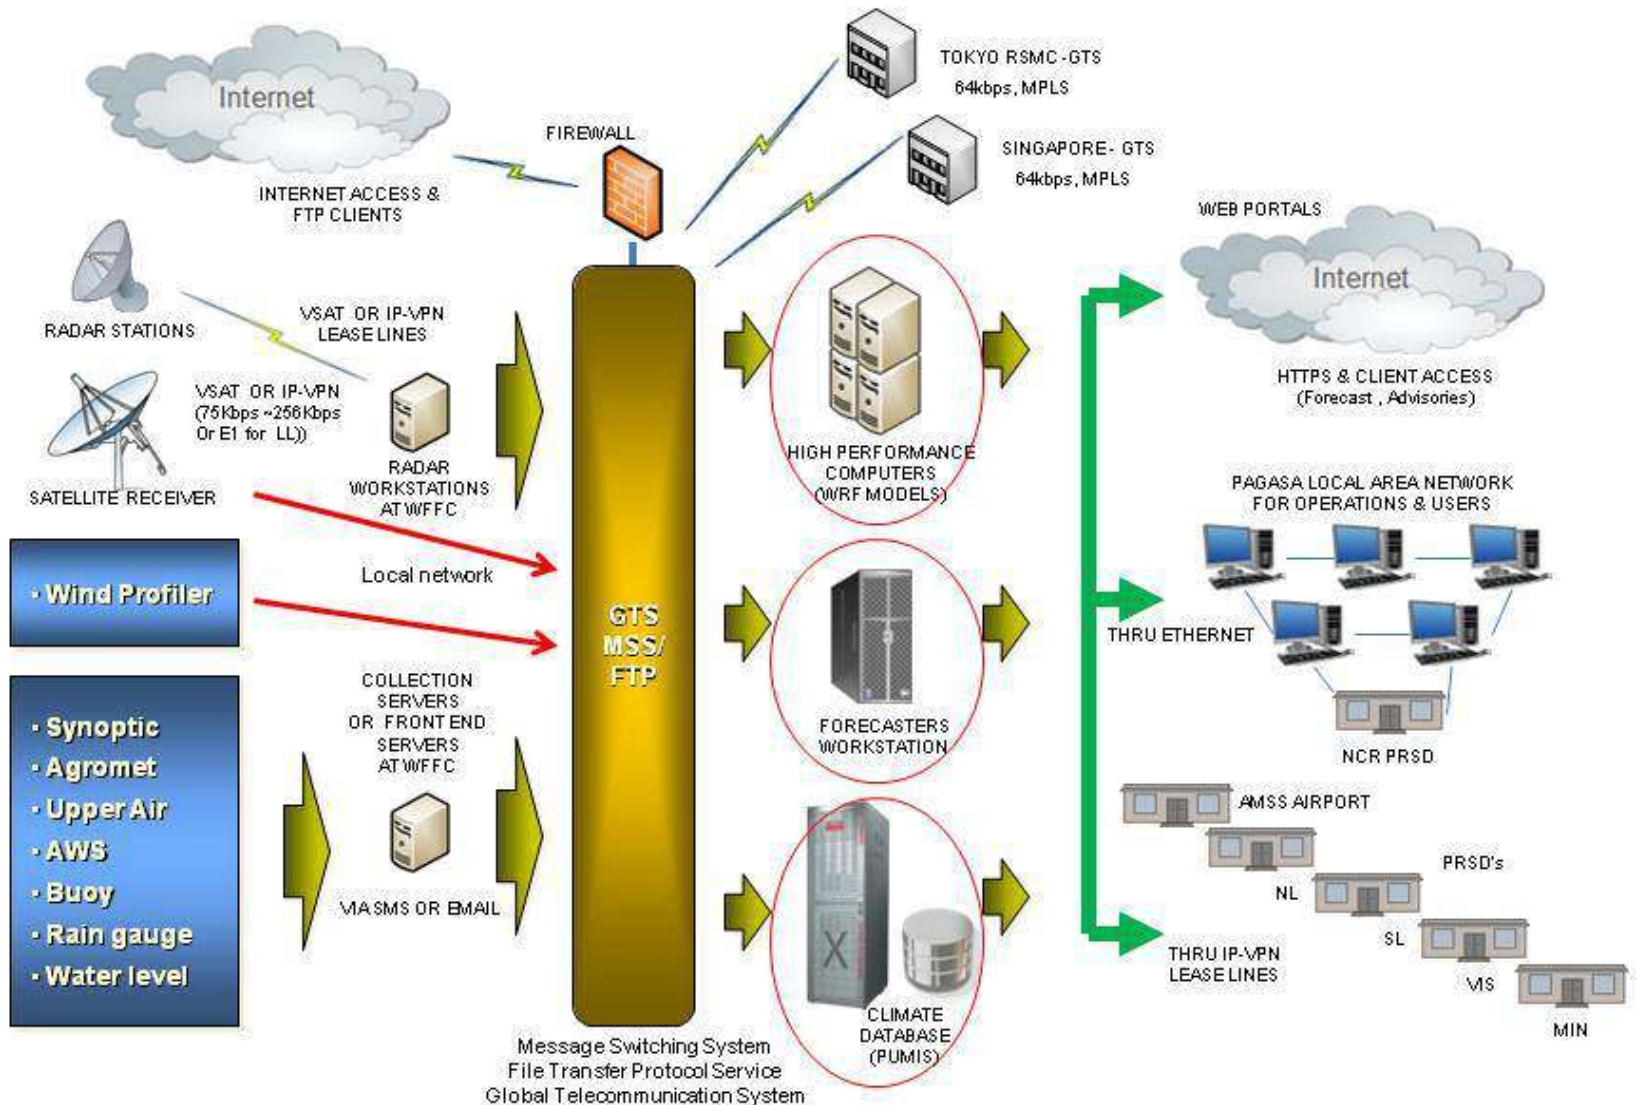 Internet
INTERNET ACCESS &
FTP CLIENTS
FIREWALL
TOKYO RSMC -GTS
64kbps, MPLS
SINGAPORE- GTS
64kbps, MPLS
RADAR STATIONS
VSAT OR IP-VPN
LEASE LINES
VSAT OR IP-VPN
(75Kbps ~256Kbps
Or E1 for LL))
SATELLITE RECEIVER
RADAR
WORKSTATIONS
AT WFFC
· Wind Profiler
Local network
· Synoptic
· Agromet
· Upper Air
· AWS
· Buoy
· Rain gauge
· Water level
COLLECTION
SERVERS
OR FRONT END
SERVERS
AT WFFC
VIA SMS OR EMAIL
GTS
MSS/
FTP
Message Switching System
File Transfer Protocol Service
Global Telecommunication System
HIGH PERFORMANCE
COMPUTERS
(WRF MODELS)
FORECASTERS
WORKSTATION
X
CLIMATE
DATABASE
(PUMIS)
WEB PORTALS
Internet
HTTPS & CLIENT ACCESS
(Forecast , Advisories)
PAGASA LOCAL AREA NETWORK
FOR OPERATIONS & USERS
THRU ETHERNET
NCR PRSD
AMSS AIRPORT
PRSD's
NL
SL
VIS
MIN
THRU IP-VPN
LEASE LINES